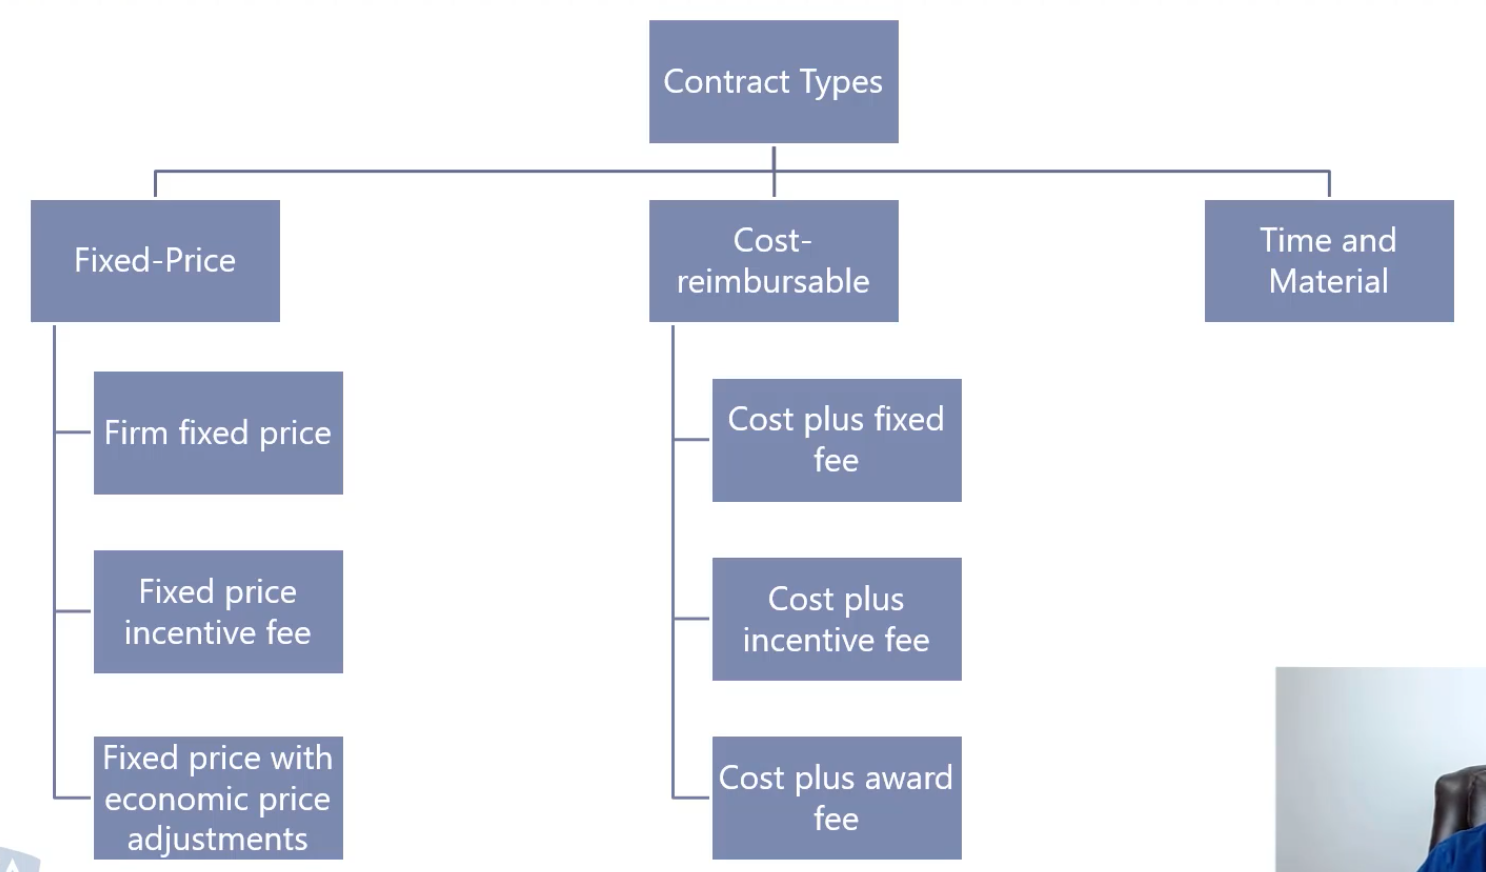 Contract Types
Fixed-Price
Cost-
reimbursable
Time and
Material
Firm fixed price
Fixed price
incentive fee
Fixed price with
economic price
adjustments
Cost plus fixed
fee
Cost plus
incentive fee
Cost plus award
fee